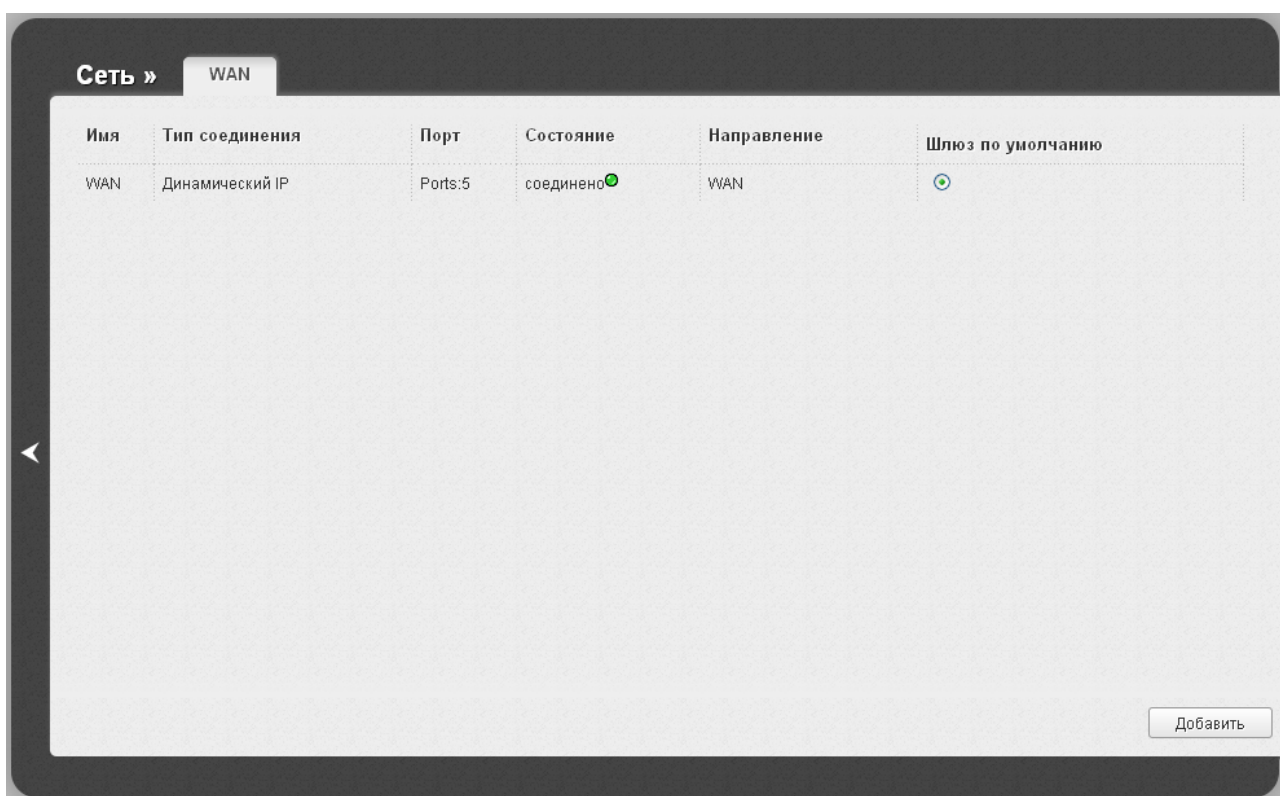 Сеть » WAN
Имя Тип соединения Порт Состояние Направление Шлюз по умолчанию
WAN Динамический IP Ports:5 соединено WAN
Добавить